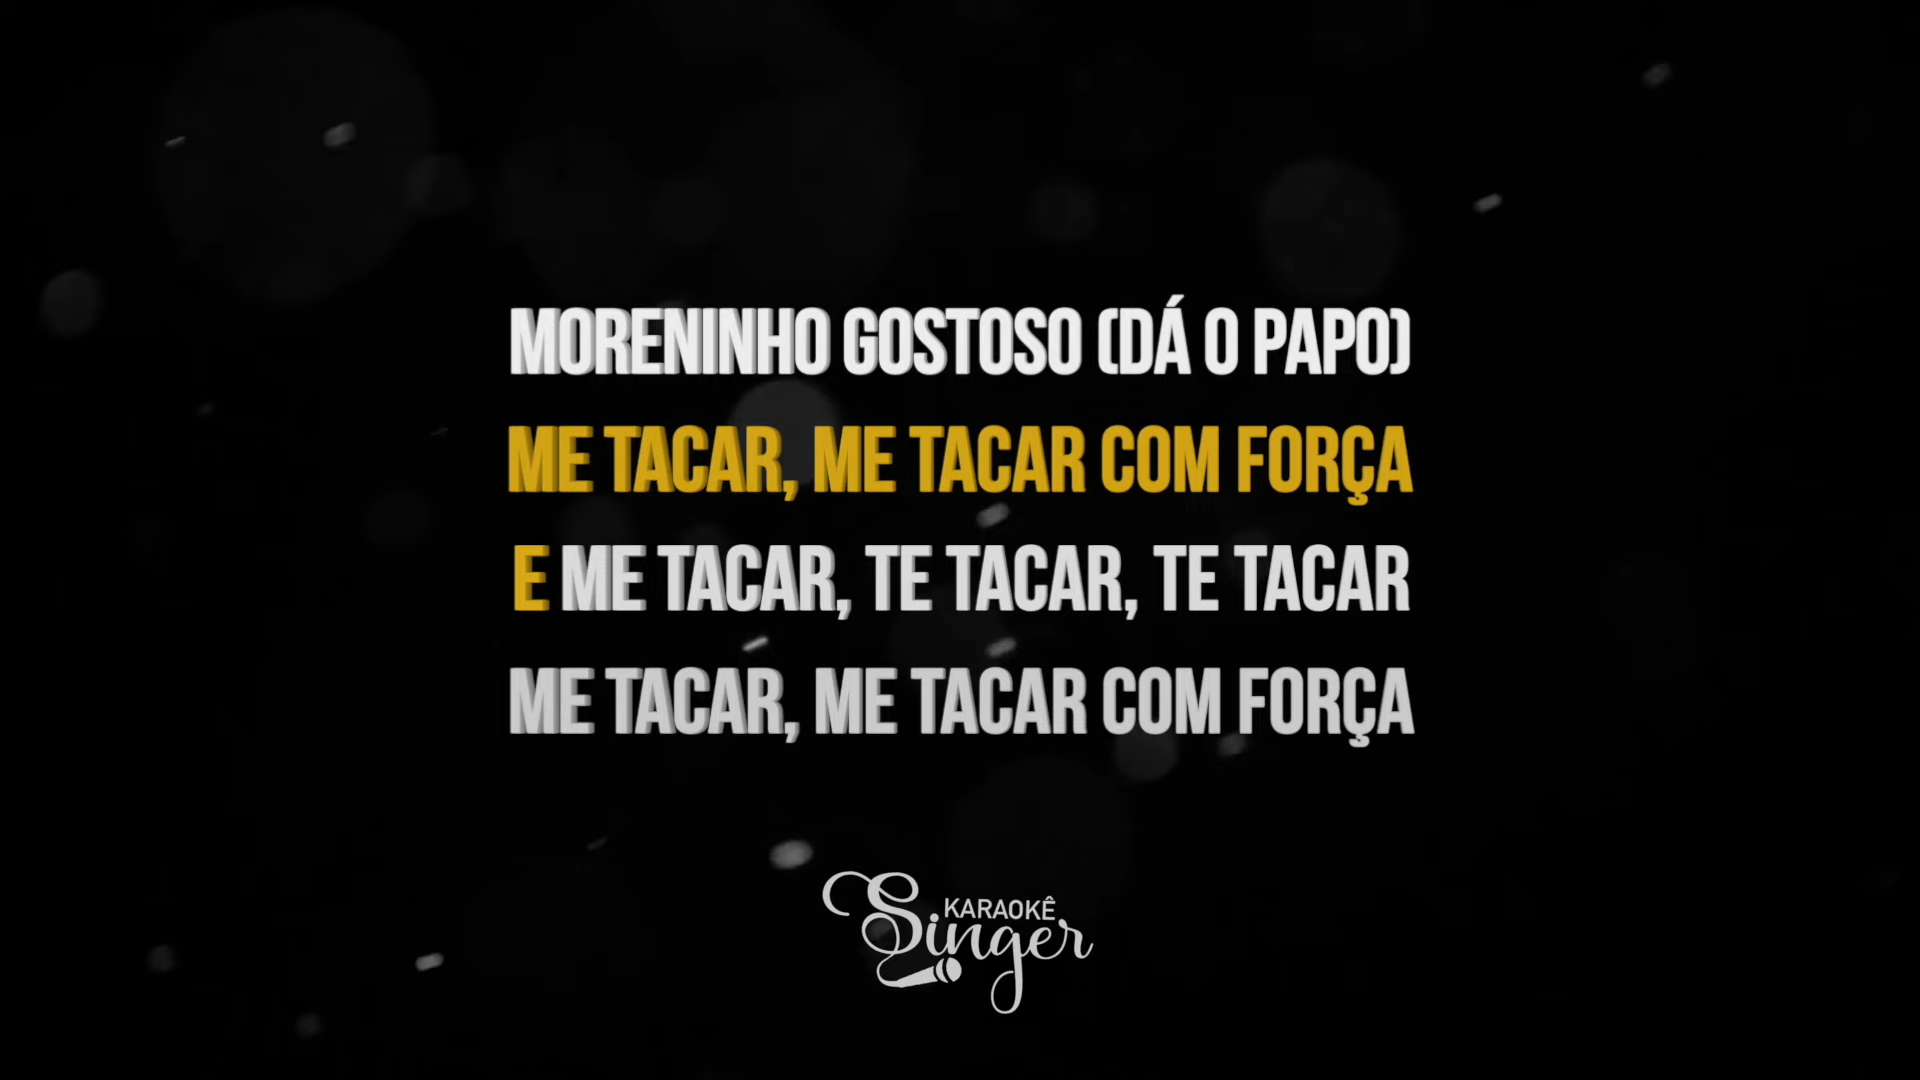 MORENINHO GOSTOSO (DÁ O PAPO)
ME TACAR, ME TACAR COM FORÇA
E ME TACAR, TE TACAR, TE TACAR
ME TACAR, ME TACAR COM FORÇA
KARAOKÊ
Singer